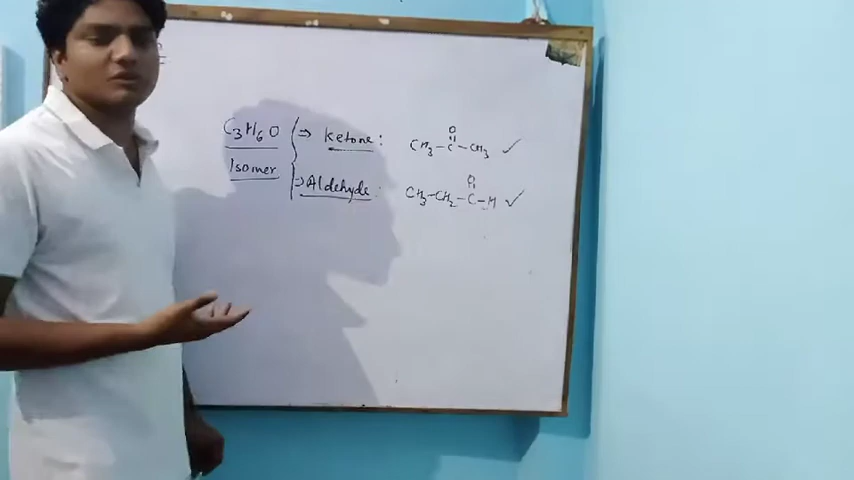 C₃H₆O ⇒ Ketone: CH₃-C-CH₃ ✓
O
Isomer
⇒ Aldehyde: CH₃-CH₂-C-H ✓
O